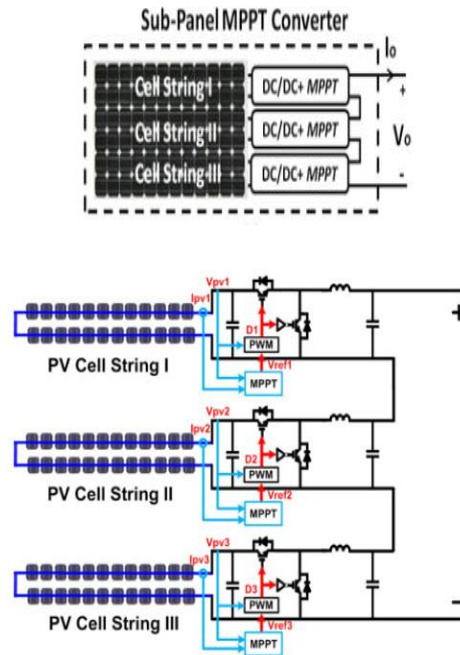 Sub-Panel MPPT Converter
Io
Cell String I
DC/DC+ MPPT
+
Cell String II
DC/DC+ MPPT
Vo
Cell String III
DC/DC+ MPPT
-
Vpv1
Ipv1
+
D1
PWM
Vref1
PV Cell String I
MPPT
Vpv2
Ipv2
D2
PWM
Vref2
PV Cell String II
MPPT
Vpv3
Ipv3
D3
PWM
−
Vref3
PV Cell String III
MPPT